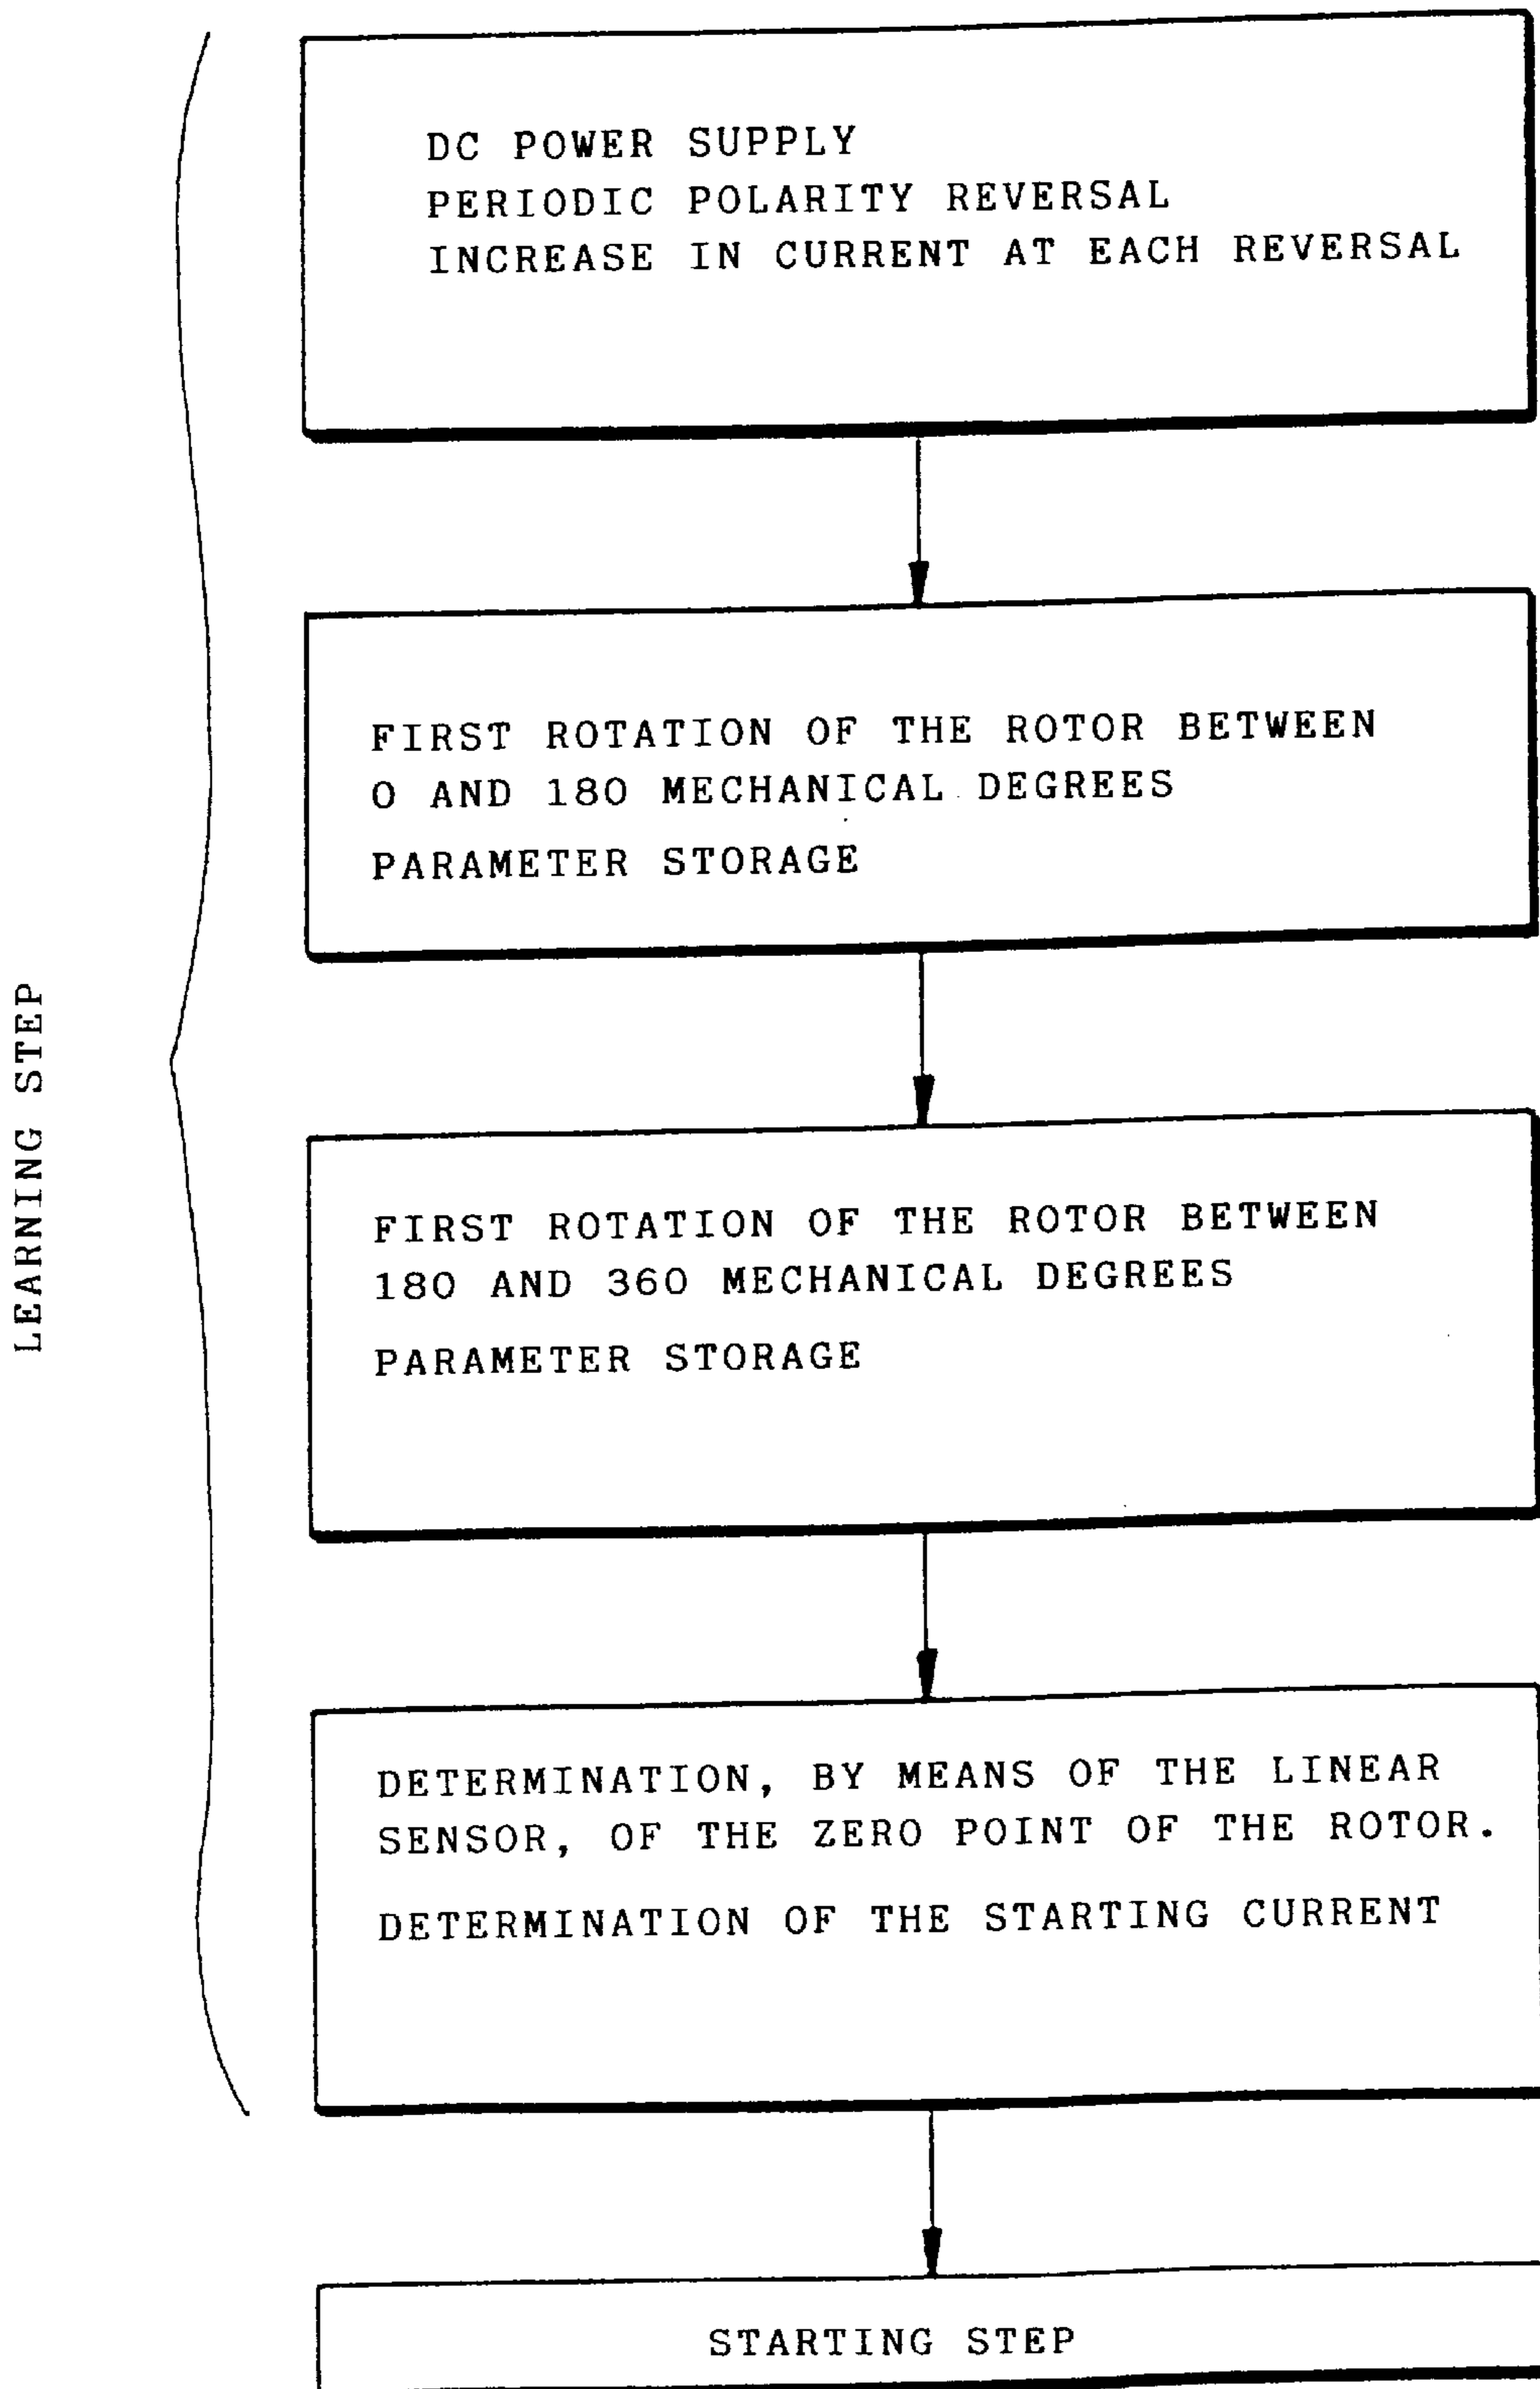 LEARNING STEP
DC POWER SUPPLY
PERIODIC POLARITY REVERSAL
INCREASE IN CURRENT AT EACH REVERSAL
FIRST ROTATION OF THE ROTOR BETWEEN
0 AND 180 MECHANICAL DEGREES
PARAMETER STORAGE
FIRST ROTATION OF THE ROTOR BETWEEN
180 AND 360 MECHANICAL DEGREES
PARAMETER STORAGE
DETERMINATION, BY MEANS OF THE LINEAR
SENSOR, OF THE ZERO POINT OF THE ROTOR.
DETERMINATION OF THE STARTING CURRENT
STARTING STEP